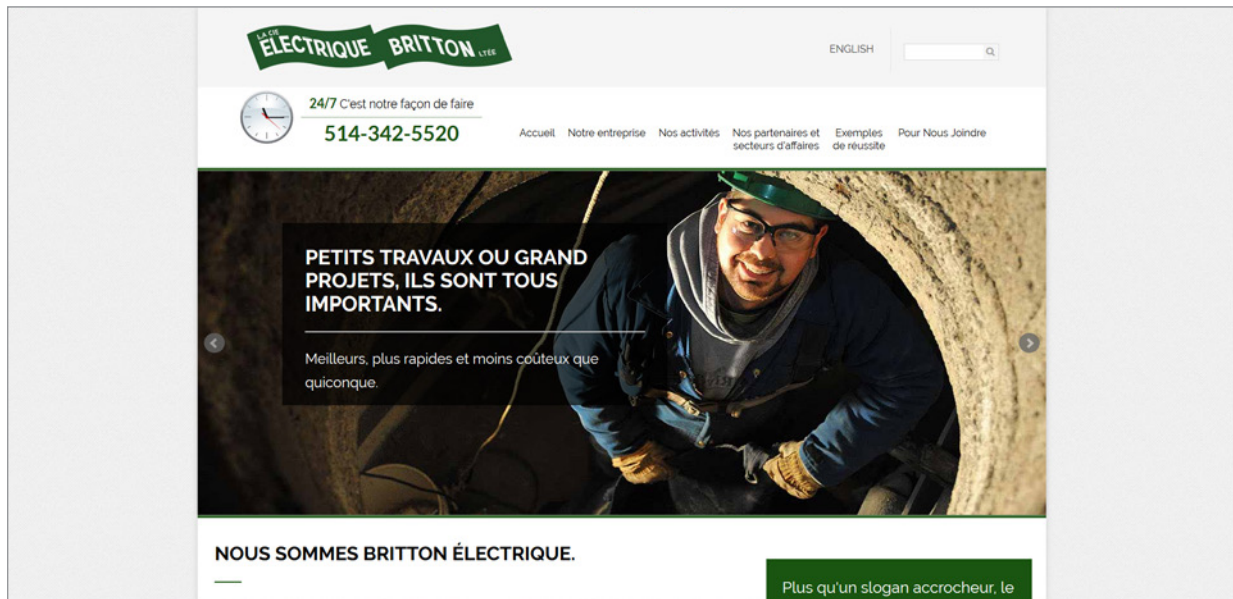 LA CIE
ÉLECTRIQUE BRITTON LTÉE
ENGLISH
24/7 C'est notre façon de faire
514-342-5520
Accueil Notre entreprise Nos activités Nos partenaires et Exemples Pour Nous Joindre
secteurs d'affaires de réussite
PETITS TRAVAUX OU GRAND
PROJETS, ILS SONT TOUS
IMPORTANTS.
Meilleurs, plus rapides et moins coûteux que
quiconque.
NOUS SOMMES BRITTON ÉLECTRIQUE.
Plus qu'un slogan accrocheur, le